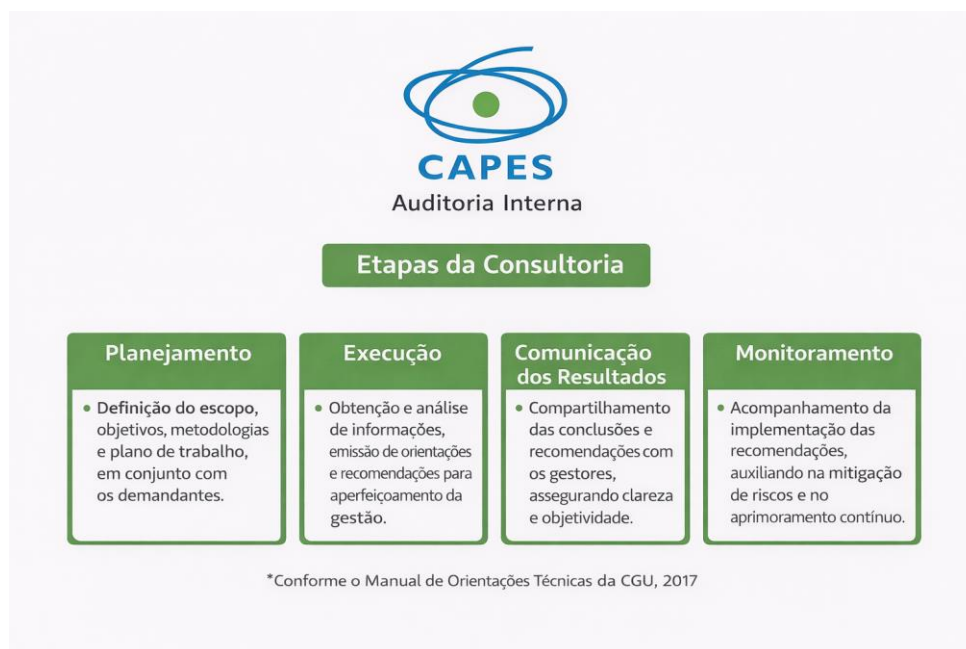 CAPES
Auditoria Interna
Etapas da Consultoria
Planejamento
• Definição do escopo,
objetivos, metodologias
e plano de trabalho,
em conjunto com
os demandantes.
Execução
• Obtenção e análise
de informações,
emissão de orientações
e recomendações para
aperfeiçoamento da
gestão.
Comunicação
dos Resultados
• Compartilhamento
das conclusões e
recomendações com
os gestores,
assegurando clareza
e objetividade.
Monitoramento
• Acompanhamento da
implementação das
recomendações,
auxiliando na mitigação
de riscos e no
aprimoramento contínuo.
*Conforme o Manual de Orientações Técnicas da CGU, 2017